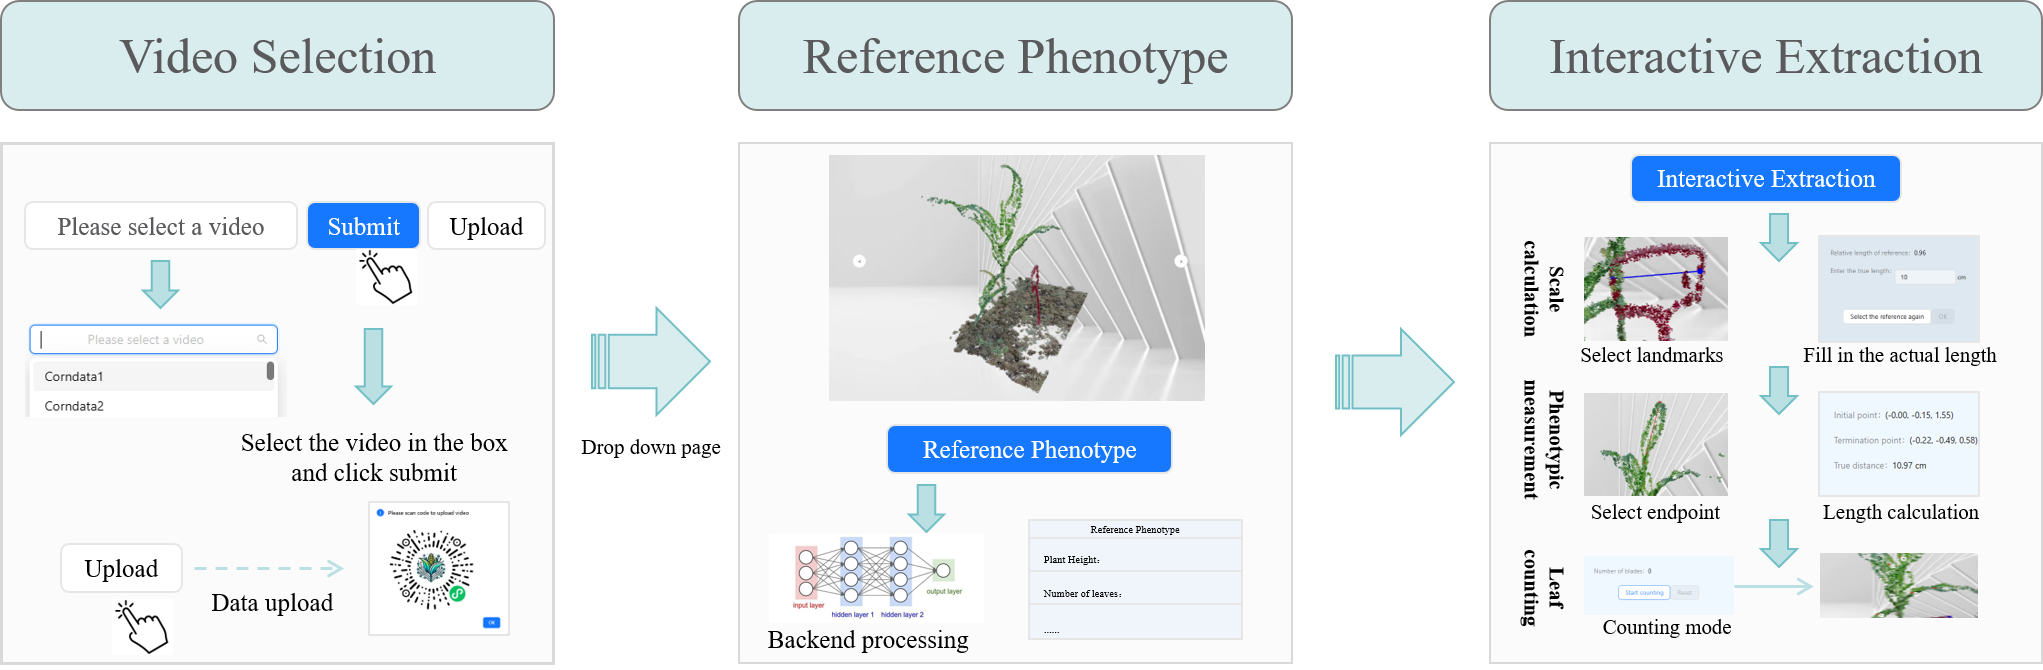 Video Selection
Please select a video
Submit
Upload
Please select a video
Corndata1
Corndata2
Select the video in the box
and click submit
Upload
Data upload
Please scan code to upload video
OK
Drop down page
Reference Phenotype
Reference Phenotype
input layer
hidden layer 1
hidden layer 2
output layer
Backend processing
Reference Phenotype
Plant Height:
Number of leaves:
......
Interactive Extraction
Interactive Extraction
Scale
calculation
Select landmarks
Relative length of reference: 0.96
Enter the true length: 10 cm
Select the reference again
OK
Fill in the actual length
Phenotypic
measurement
Select endpoint
Initial point: (-0.00, -0.15, 1.55)
Termination point: (-0.22, -0.49, 0.58)
True distance: 10.97 cm
Length calculation
Leaf
counting
Number of blades: 0
Start counting
Reset
Counting mode